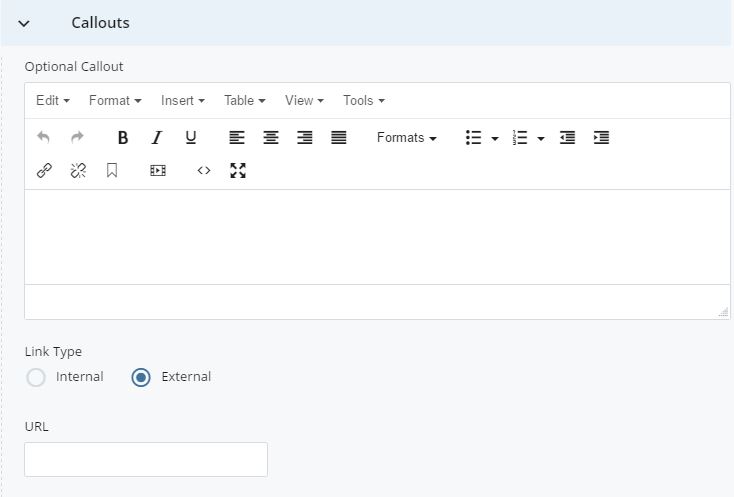 Callouts
Optional Callout
Edit Format Insert Table View Tools
B I U Formats
Link Type
Internal External
URL